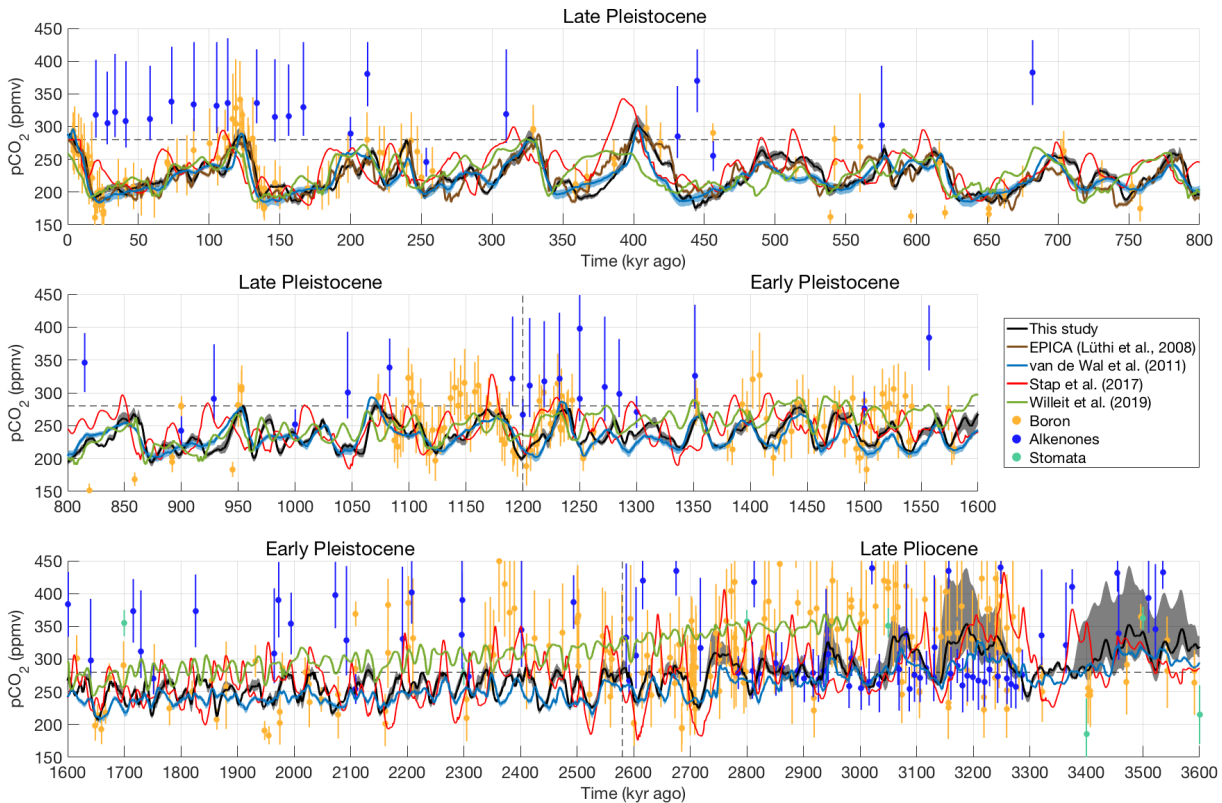 Late Pleistocene
pCO2 (ppmv)
450
400
350
300
250
200
150
0 50 100 150 200 250 300 350 400 450 500 550 600 650 700 750 800
Time (kyr ago)
Late Pleistocene Early Pleistocene
pCO2 (ppmv)
450
400
350
300
250
200
150
800 850 900 950 1000 1050 1100 1150 1200 1250 1300 1350 1400 1450 1500 1550 1600
This study
EPICA (Lüthi et al., 2008)
van de Wal et al. (2011)
Stap et al. (2017)
Willeit et al. (2019)
Boron
Alkenones
Stomata
Early Pleistocene Late Pliocene
pCO2 (ppmv)
450
400
350
300
250
200
150
1600 1700 1800 1900 2000 2100 2200 2300 2400 2500 2600 2700 2800 2900 3000 3100 3200 3300 3400 3500 3600
Time (kyr ago)